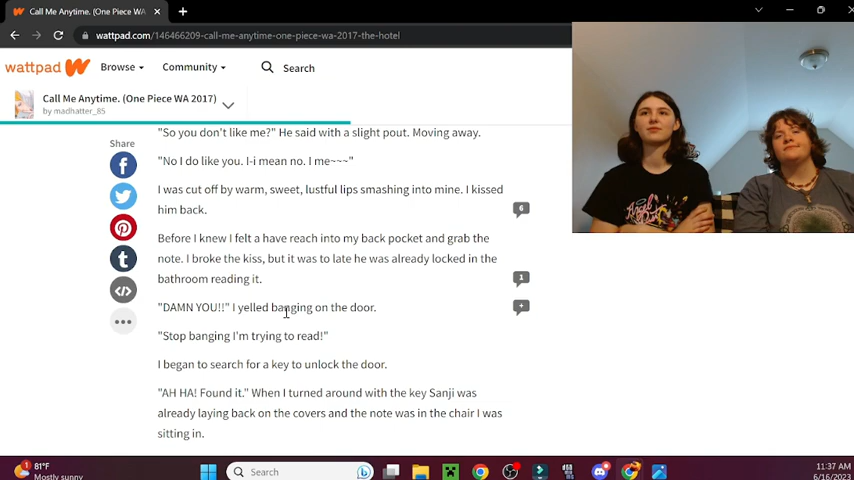 Call Me Anytime. (One Piece WA
wattpad.com/146466209-call-me-anytime-one-piece-wa-2017-the-hotel
wattpad
Browse
Community
Search
Call Me Anytime. (One Piece WA 2017)
by madhatter_85
Share
"So you don't like me?" He said with a slight pout. Moving away.
"No I do like you. I-i mean no. I me~~~"
I was cut off by warm, sweet, lustful lips smashing into mine. I kissed
him back.
6
Before I knew I felt a have reach into my back pocket and grab the
note. I broke the kiss, but it was to late he was already locked in the
bathroom reading it.
1
"DAMN YOU!!" I yelled banging on the door.
+
"Stop banging I'm trying to read!"
I began to search for a key to unlock the door.
"AH HA! Found it." When I turned around with the key Sanji was
already laying back on the covers and the note was in the chair I was
sitting in.
81°F
Mostly sunny
Search
11:37 AM
6/16/2023